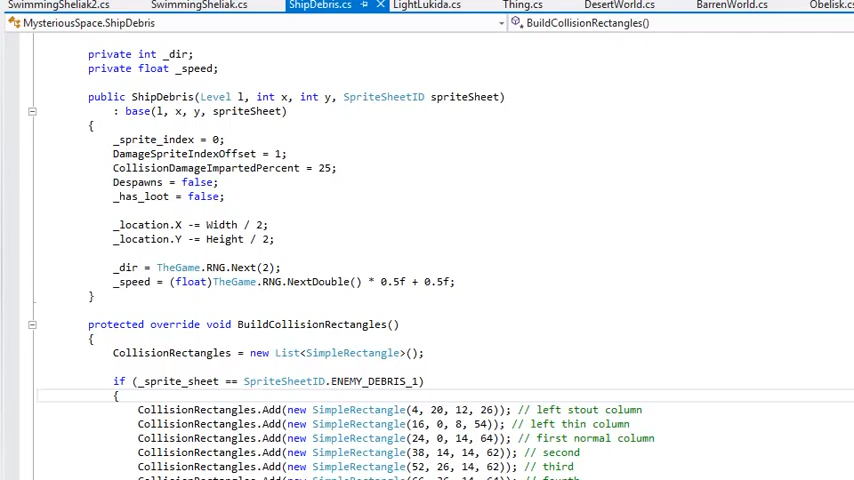 SwimmingSheliak2.cs SwimmingSheliak.cs ShipDebris.cs LightLukida.cs Thing.cs DesertWorld.cs BarrenWorld.cs Obelisk.cs
MysteriousSpace.ShipDebris BuildCollisionRectangles()
private int _dir;
private float _speed;
public ShipDebris(Level l, int x, int y, SpriteSheetID spriteSheet)
: base(l, x, y, spriteSheet)
{
_sprite_index = 0;
DamageSpriteIndexOffset = 1;
CollisionDamageImpartedPercent = 25;
Despawns = false;
_has_loot = false;
_location.X -= Width / 2;
_location.Y -= Height / 2;
_dir = TheGame.RNG.Next(2);
_speed = (float)TheGame.RNG.NextDouble() * 0.5f + 0.5f;
}
protected override void BuildCollisionRectangles()
{
CollisionRectangles = new List<SimpleRectangle>();
if (_sprite_sheet == SpriteSheetID.ENEMY_DEBRIS_1)
{
CollisionRectangles.Add(new SimpleRectangle(4, 20, 12, 26)); // left stout column
CollisionRectangles.Add(new SimpleRectangle(16, 0, 8, 54)); // left thin column
CollisionRectangles.Add(new SimpleRectangle(24, 0, 14, 64)); // first normal column
CollisionRectangles.Add(new SimpleRectangle(38, 14, 14, 62)); // second
CollisionRectangles.Add(new SimpleRectangle(52, 26, 14, 62)); // third